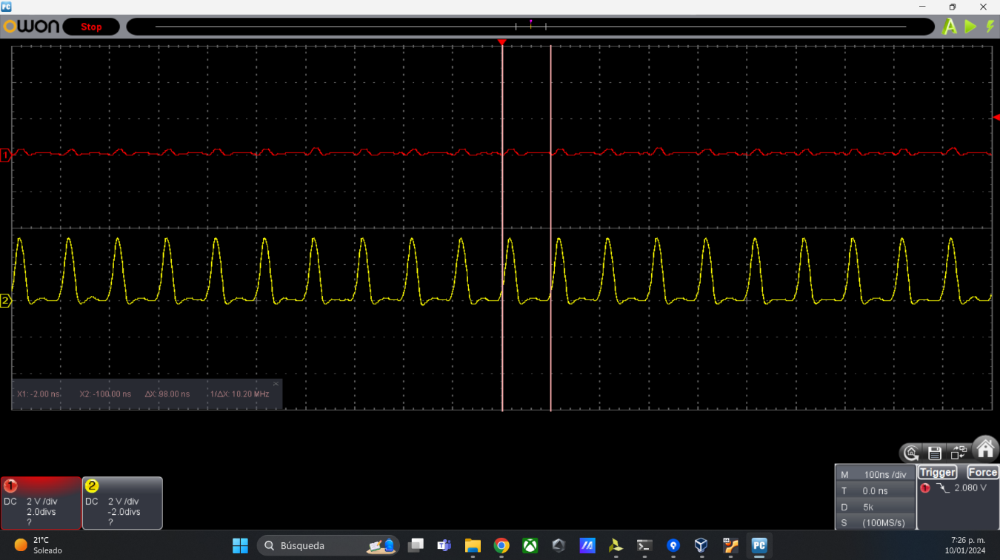 PC
owon
Stop
A
1
2
X1: -2.00 ns
X2: -100.00 ns
ΔX: 98.00 ns
1/ΔX: 10.20 MHz
1
DC 2 V /div
2.0divs
?
2
DC 2 V /div
-2.0divs
?
M 100ns /div
T 0.0 ns
D 5k
S (100MS/s)
Trigger
Force
1 2.080 V
21°C
Soleado
Búsqueda
PC
7:26 p. m.
10/01/2024